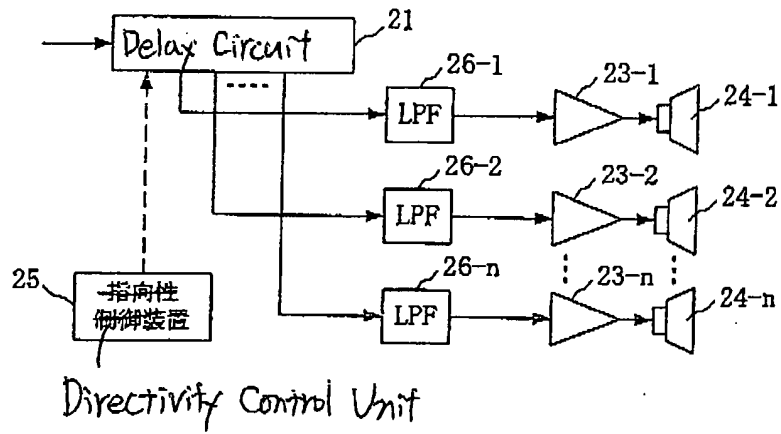 Delay Circuit
21
26-1
LPF
23-1
24-1
26-2
LPF
23-2
24-2
25
指向性
制御装置
26-n
LPF
23-n
24-n
Directivity Control Unit